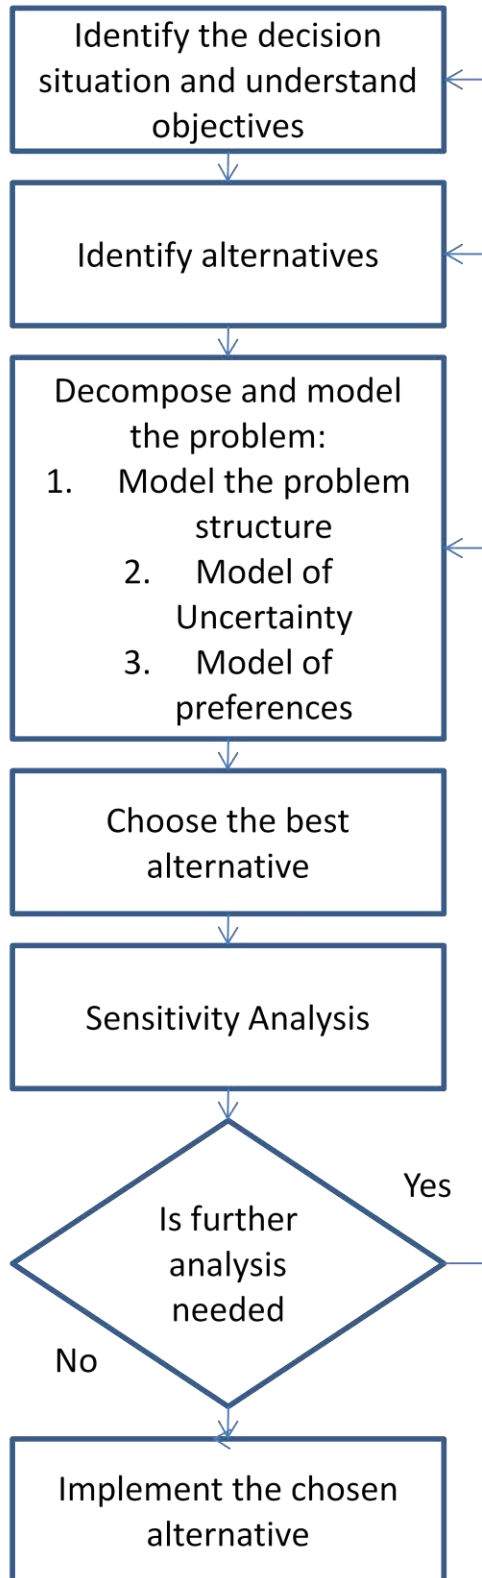 Identify the decision
situation and understand
objectives
Identify alternatives
Decompose and model
the problem:
1. Model the problem
structure
2. Model of
Uncertainty
3. Model of
preferences
Choose the best
alternative
Sensitivity Analysis
Yes
Is further
analysis
needed
No
Implement the chosen
alternative